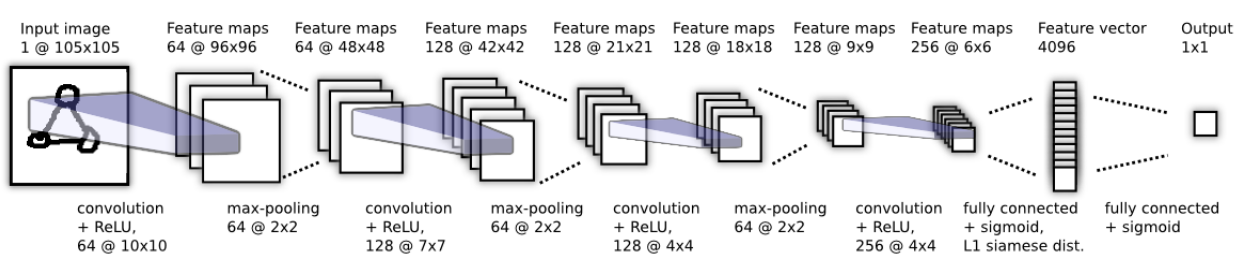 Input image
1 @ 105x105
Feature maps
64 @ 96x96
Feature maps
64 @ 48x48
Feature maps
128 @ 42x42
Feature maps
128 @ 21x21
Feature maps
128 @ 18x18
Feature maps
128 @ 9x9
Feature maps
256 @ 6x6
Feature vector
4096
Output
1x1
convolution
+ ReLU,
64 @ 10x10
max-pooling
64 @ 2x2
convolution
+ ReLU,
128 @ 7x7
max-pooling
64 @ 2x2
convolution
+ ReLU,
128 @ 4x4
max-pooling
64 @ 2x2
convolution
+ ReLU,
256 @ 4x4
fully connected
+ sigmoid,
L1 siamese dist.
fully connected
+ sigmoid